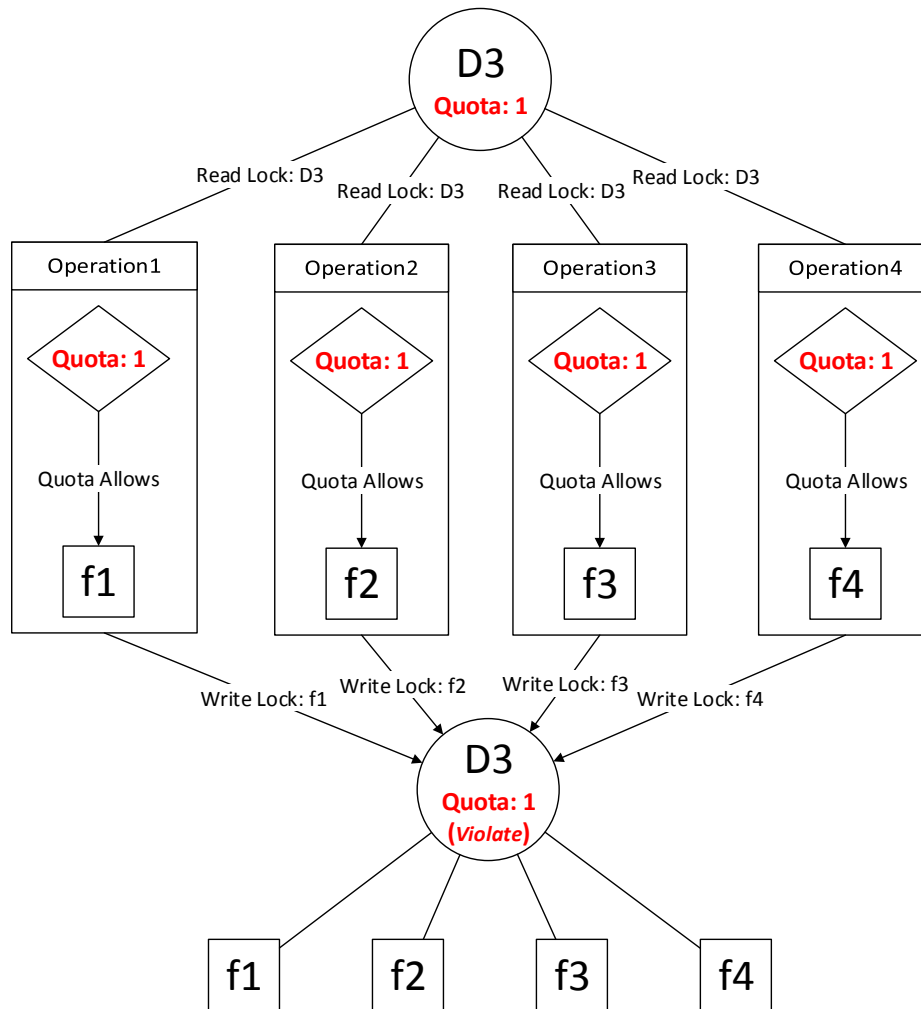 D3
Quota: 1
Read Lock: D3
Read Lock: D3
Read Lock: D3
Read Lock: D3
Operation1
Operation2
Operation3
Operation4
Quota: 1
Quota: 1
Quota: 1
Quota: 1
Quota Allows
Quota Allows
Quota Allows
Quota Allows
f1
f2
f3
f4
Write Lock: f1
Write Lock: f2
Write Lock: f3
Write Lock: f4
D3
Quota: 1
(Violate)
f1
f2
f3
f4